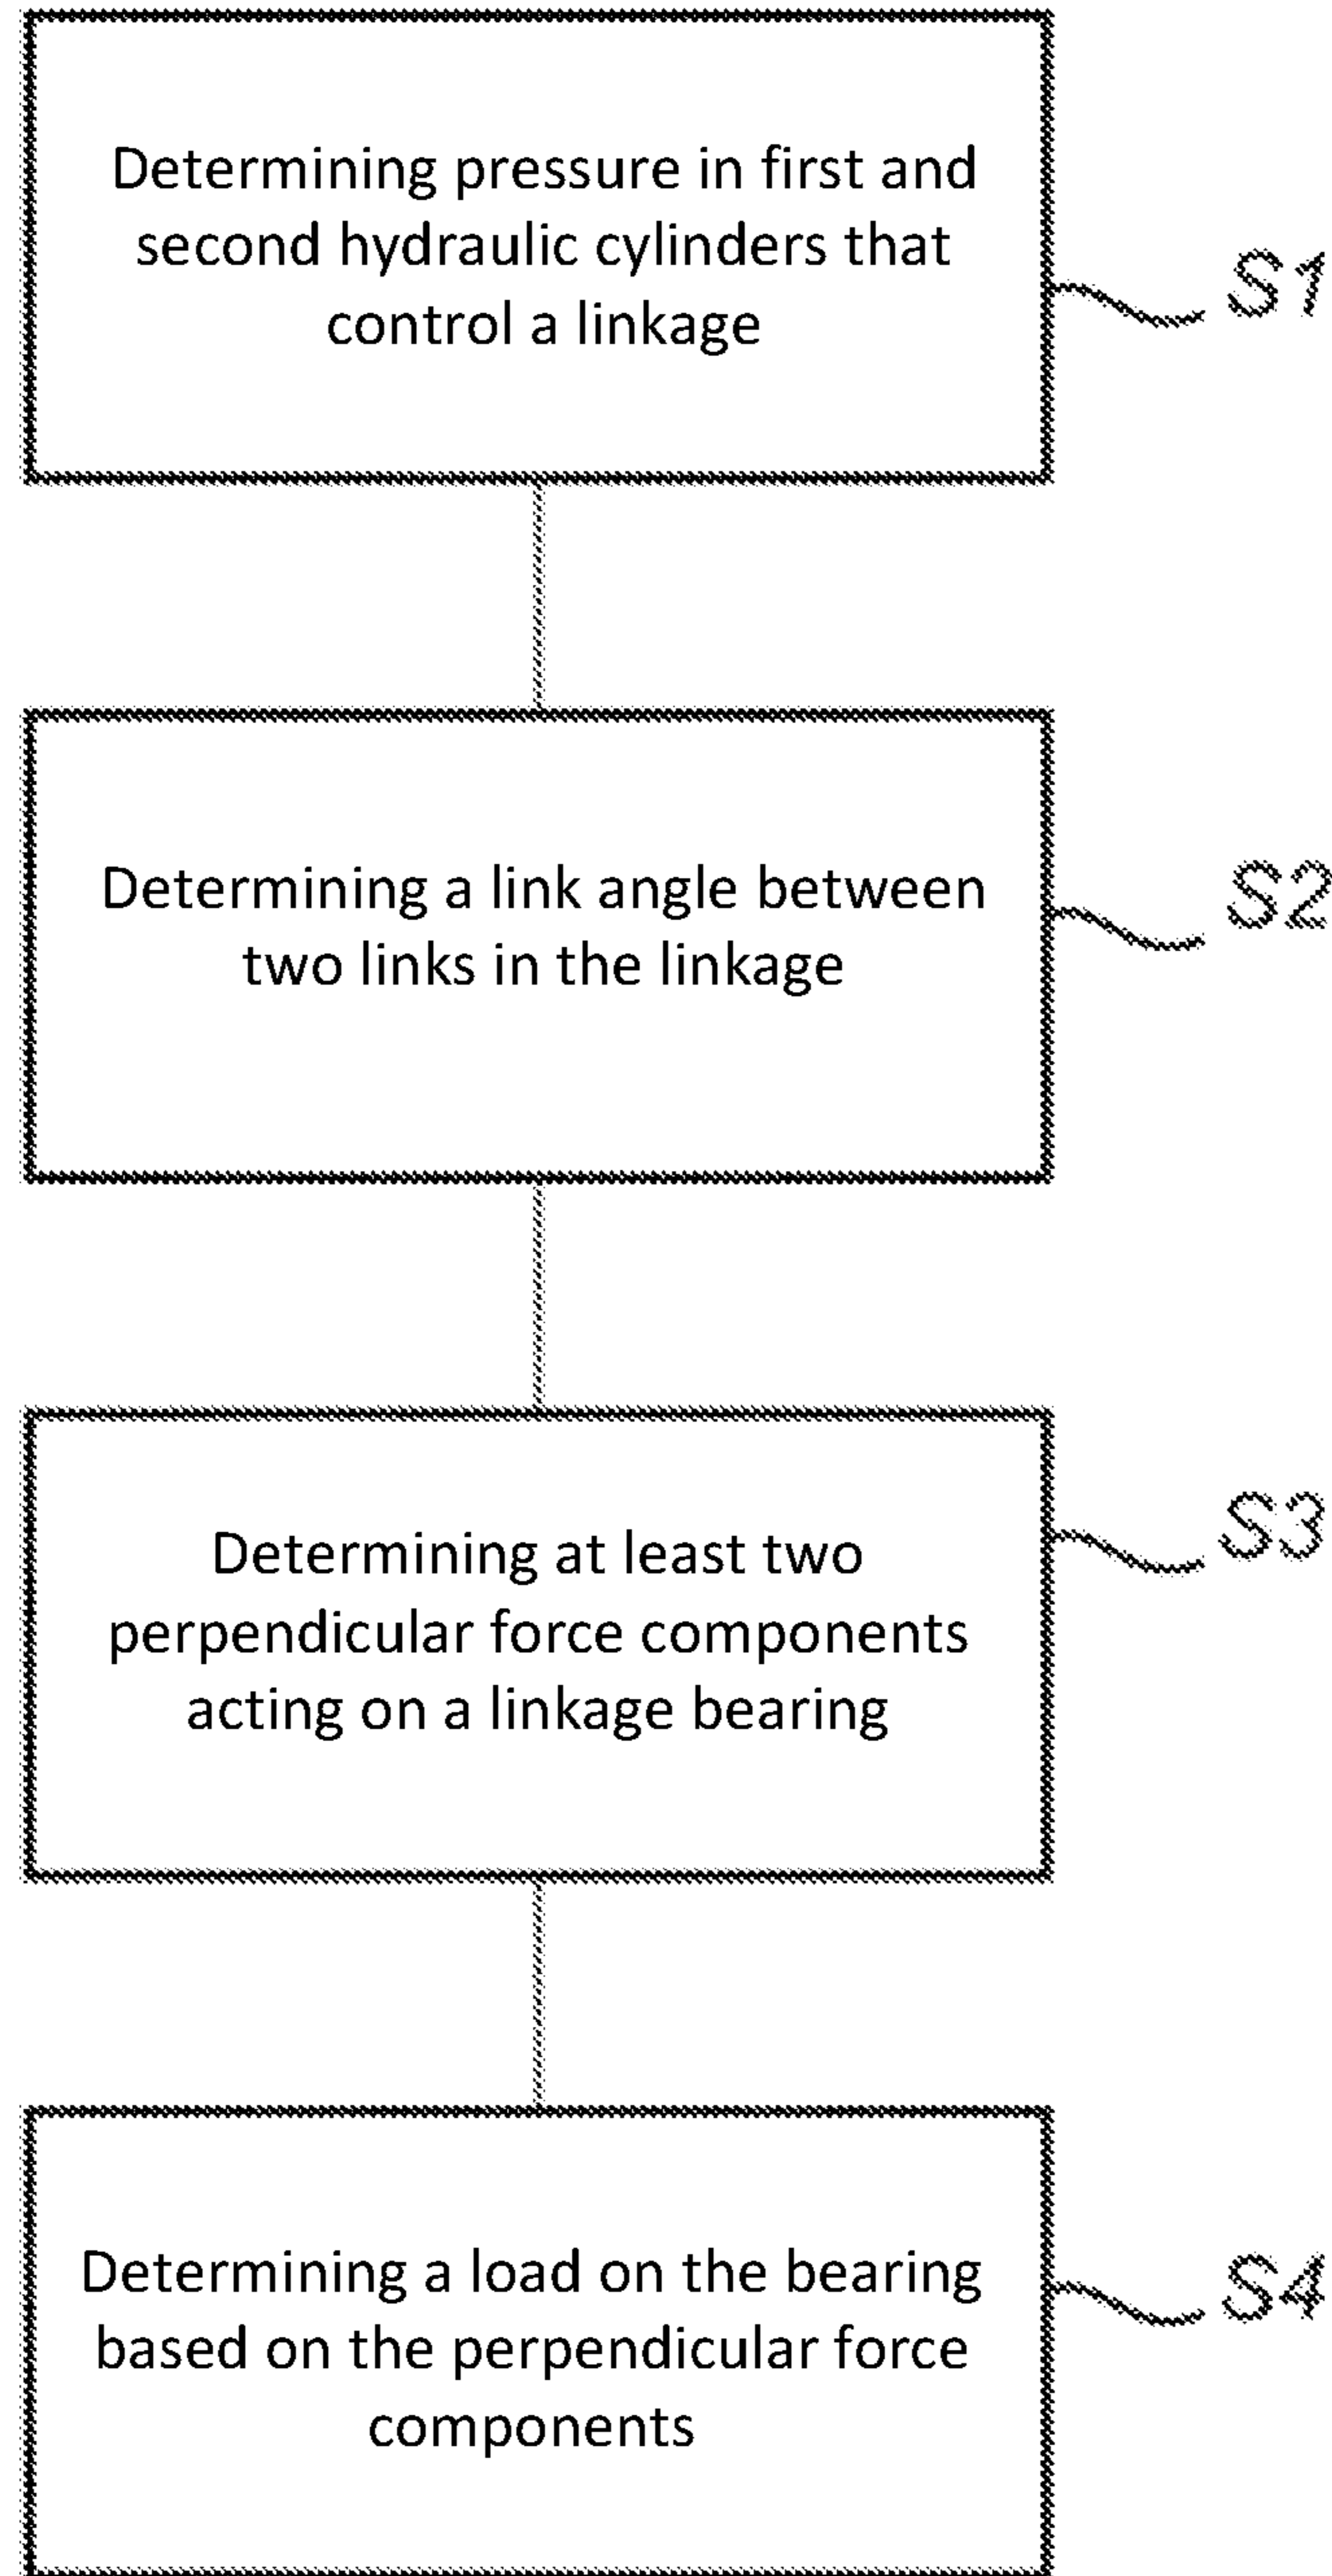 Determining pressure in first and
second hydraulic cylinders that
control a linkage
S1
Determining a link angle between
two links in the linkage
S2
Determining at least two
perpendicular force components
acting on a linkage bearing
S3
Determining a load on the bearing
based on the perpendicular force
components
S4